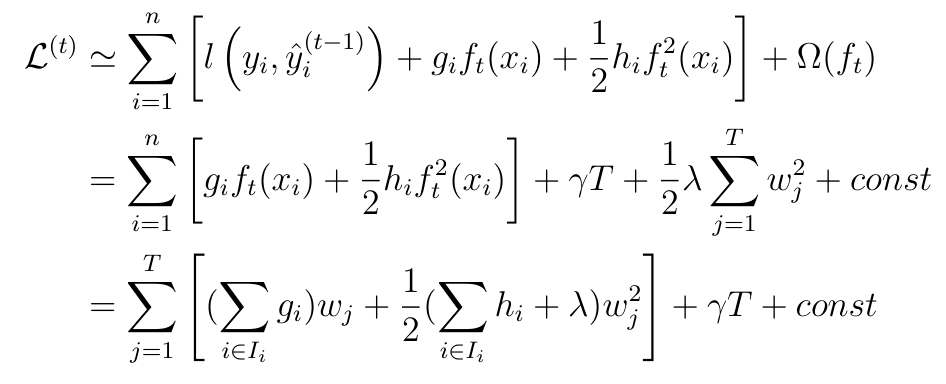 \mathcal{L}^{(t)} \simeq \sum_{i=1}^{n} \left[ l\left(y_i, \hat{y}_i^{(t-1)}\right) + g_i f_t(x_i) + \frac{1}{2} h_i f_t^2(x_i) \right] + \Omega(f_t)
= \sum_{i=1}^{n} \left[ g_i f_t(x_i) + \frac{1}{2} h_i f_t^2(x_i) \right] + \gamma T + \frac{1}{2} \lambda \sum_{j=1}^{T} w_j^2 + const
= \sum_{j=1}^{T} \left[ (\sum_{i \in I_i} g_i) w_j + \frac{1}{2} (\sum_{i \in I_i} h_i + \lambda) w_j^2 \right] + \gamma T + const